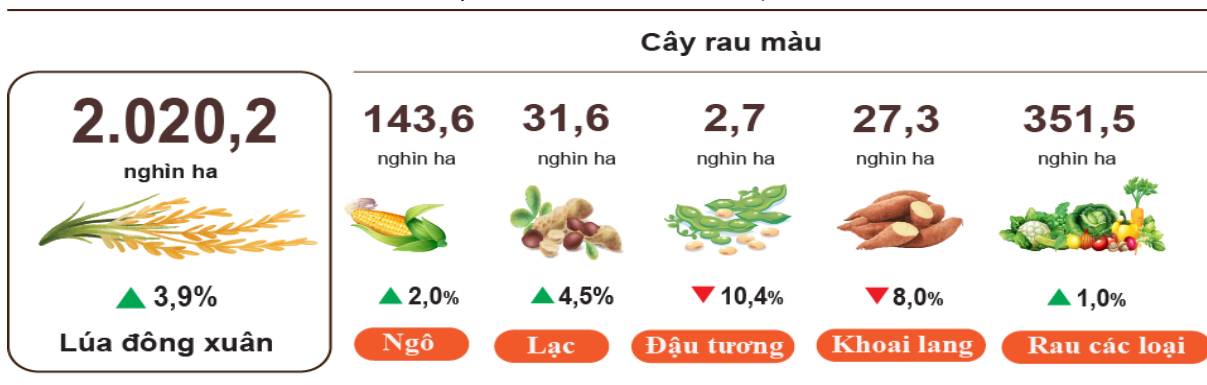 Cây rau màu
2.020,2
nghìn ha
3,9%
Lúa đông xuân
143,6
nghìn ha
2,0%
Ngô
31,6
nghìn ha
4,5%
Lạc
2,7
nghìn ha
10,4%
Đậu tương
27,3
nghìn ha
8,0%
Khoai lang
351,5
nghìn ha
1,0%
Rau các loại